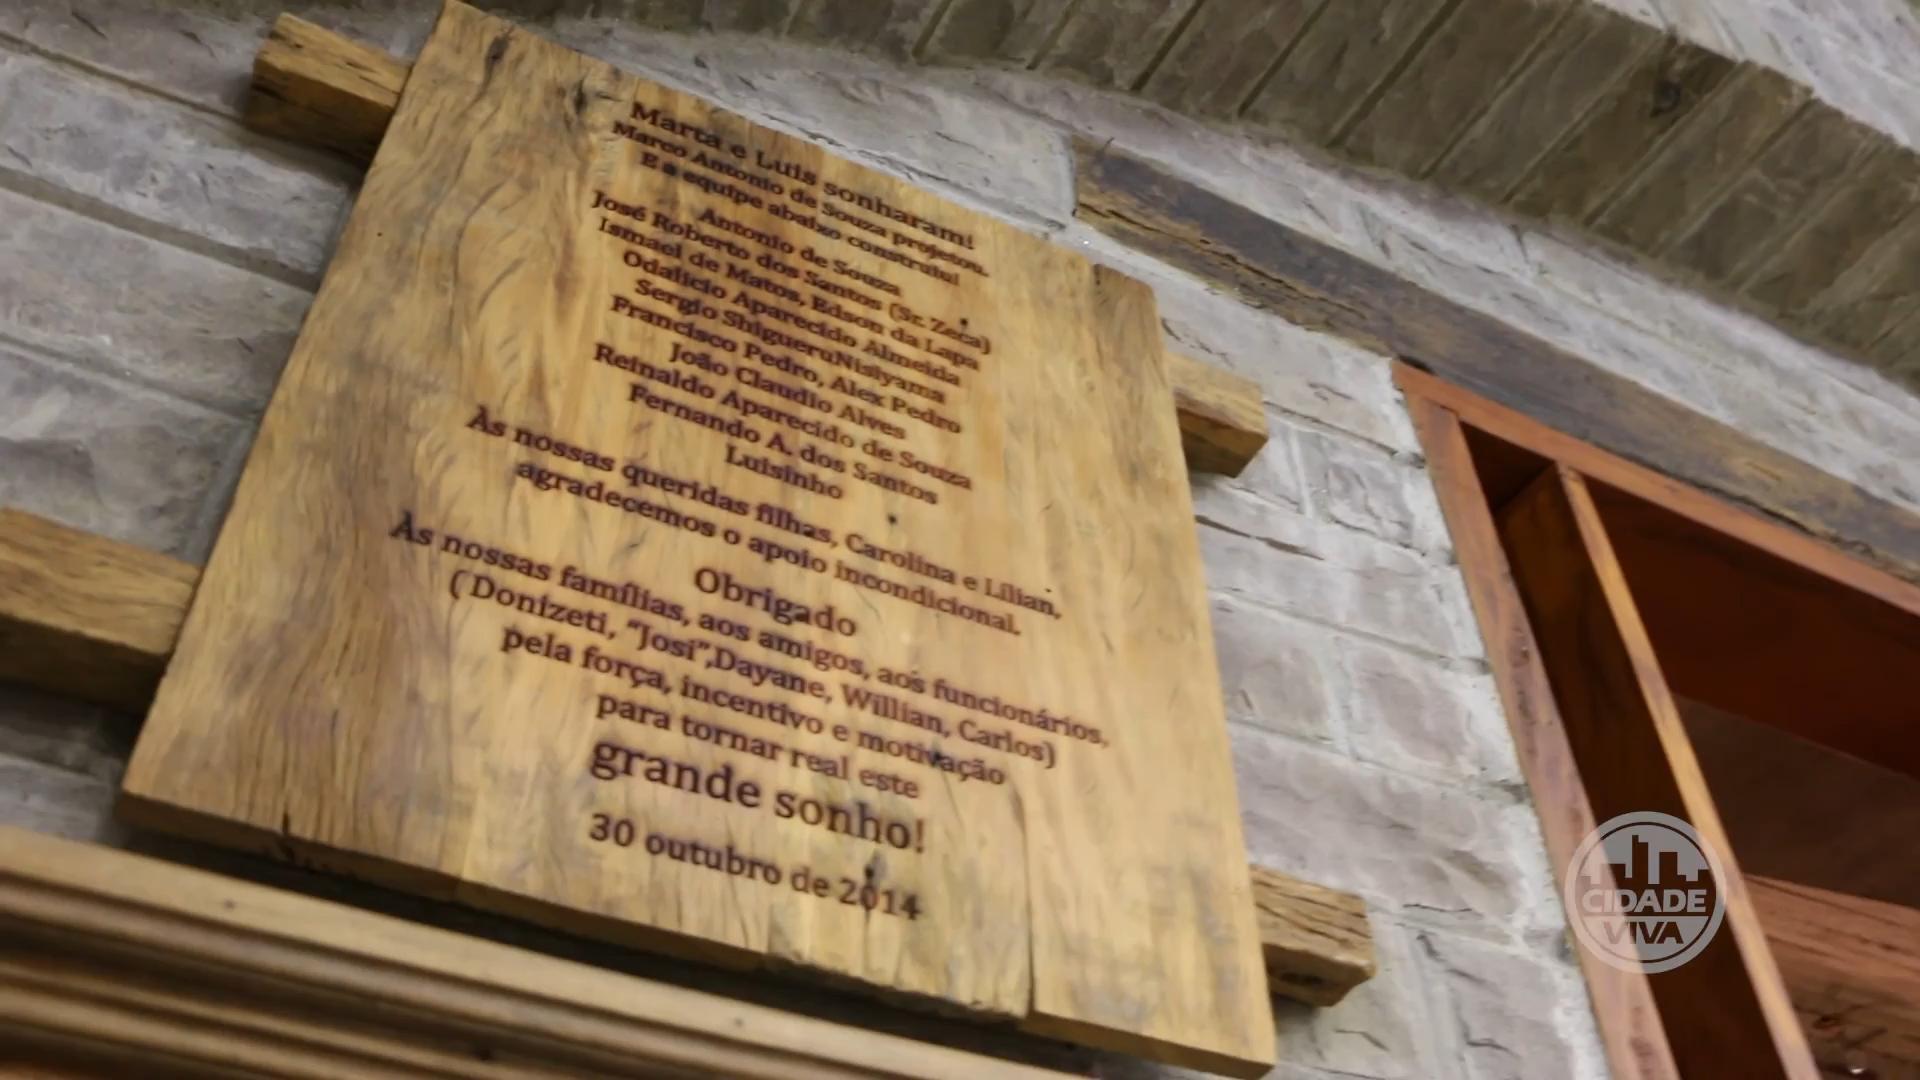 Marta e Luis sonharam!
Marco Antonio de Souza projetou.
E a equipe abaixo construiu!
Antonio de Souza
José Roberto dos Santos (Sr. Zeca)
Ismael de Matos, Edson da Lapa
Odalicio Aparecido Almeida
Sergio ShigueruNisiyama
Francisco Pedro, Alex Pedro
João Claudio Alves
Reinaldo Aparecido de Souza
Fernando A. dos Santos
Luisinho
Às nossas queridas filhas, Carolina e Lílian,
agradecemos o apoio incondicional.
Obrigado
Às nossas famílias, aos amigos, aos funcionários,
( Donizeti, "Josi",Dayane, Willian, Carlos)
pela força, incentivo e motivação
para tornar real este
grande sonho!
30 outubro de 2014
CIDADE
VIVA